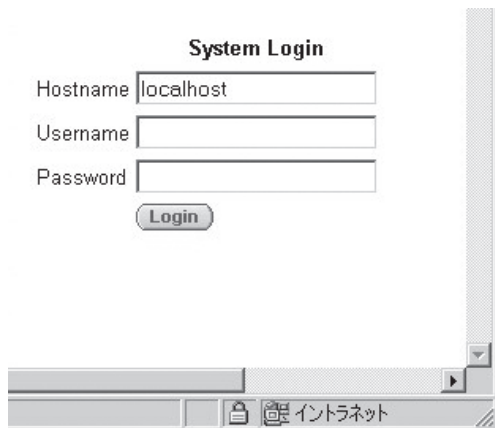 System Login
Hostname localhost
Username
Password
Login
イントラネット